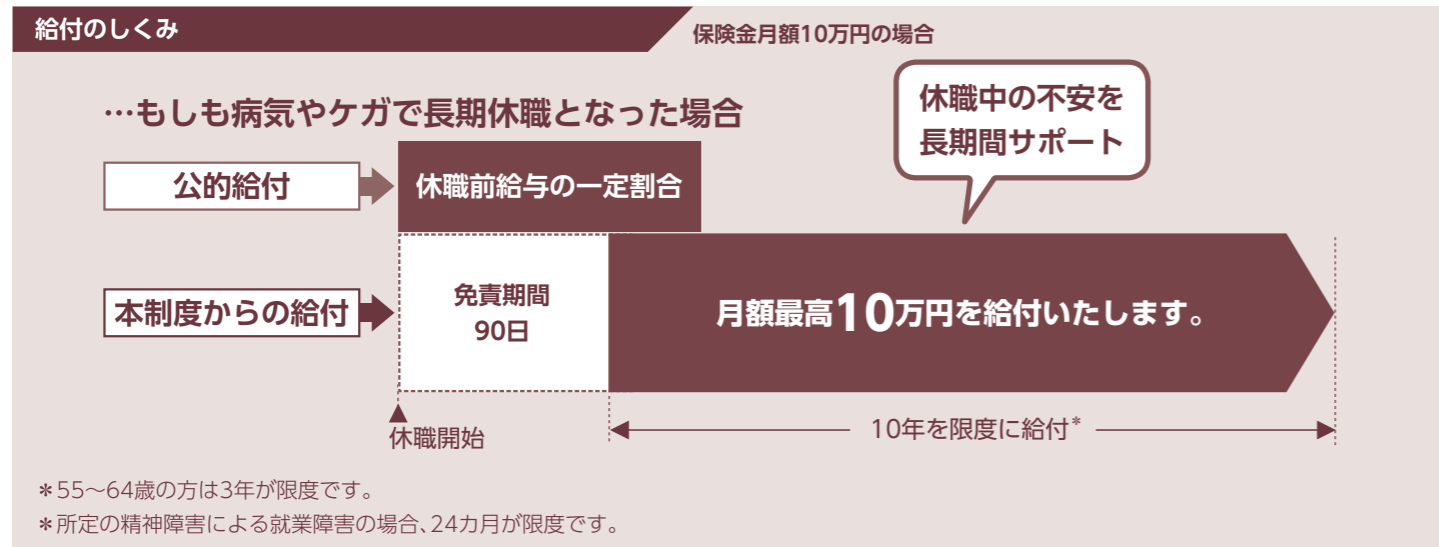 給付のしくみ
保険金月額10万円の場合
…もしも病気やケガで長期休職となった場合
休職中の不安を
長期間サポート
公的給付
休職前給与の一定割合
本制度からの給付
免責期間
90日
月額最高10万円を給付いたします。
休職開始
10年を限度に給付*
*55～64歳の方は3年が限度です。
*所定の精神障害による就業障害の場合、24カ月が限度です。